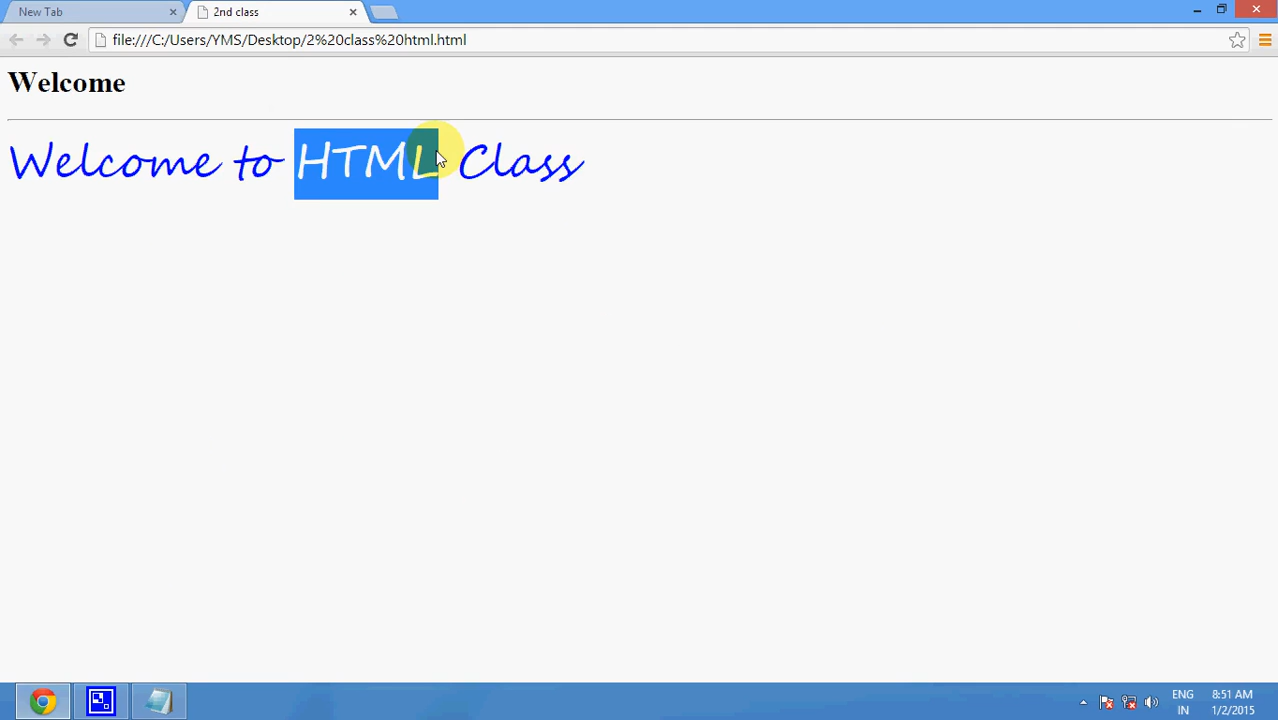 New Tab
2nd class
file:///C:/Users/YMS/Desktop/2%20class%20html.html
Welcome
Welcome to HTML Class
ENG 8:51 AM
IN 1/2/2015